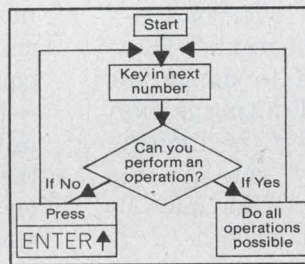 Start
Key in next
number
Can you
perform an
operation?
If No
If Yes
Press
ENTER↑
Do all
operations
possible